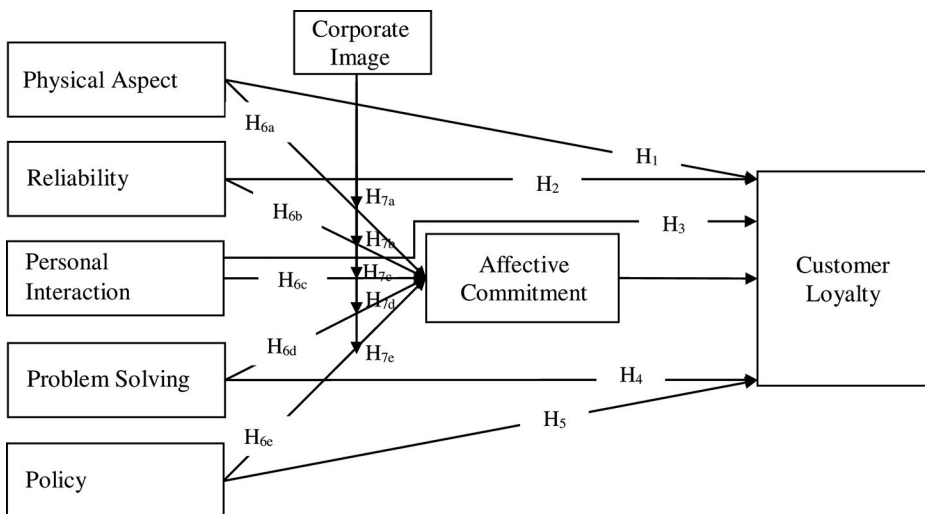 Corporate
Image
Physical Aspect
H6a
H1
Reliability
H2
H7a
H6b
H3
H7b
Personal
Interaction
H6c
H7c
Affective
Commitment
Customer
Loyalty
H7d
H6d
H7e
Problem Solving
H4
H5
H6e
Policy